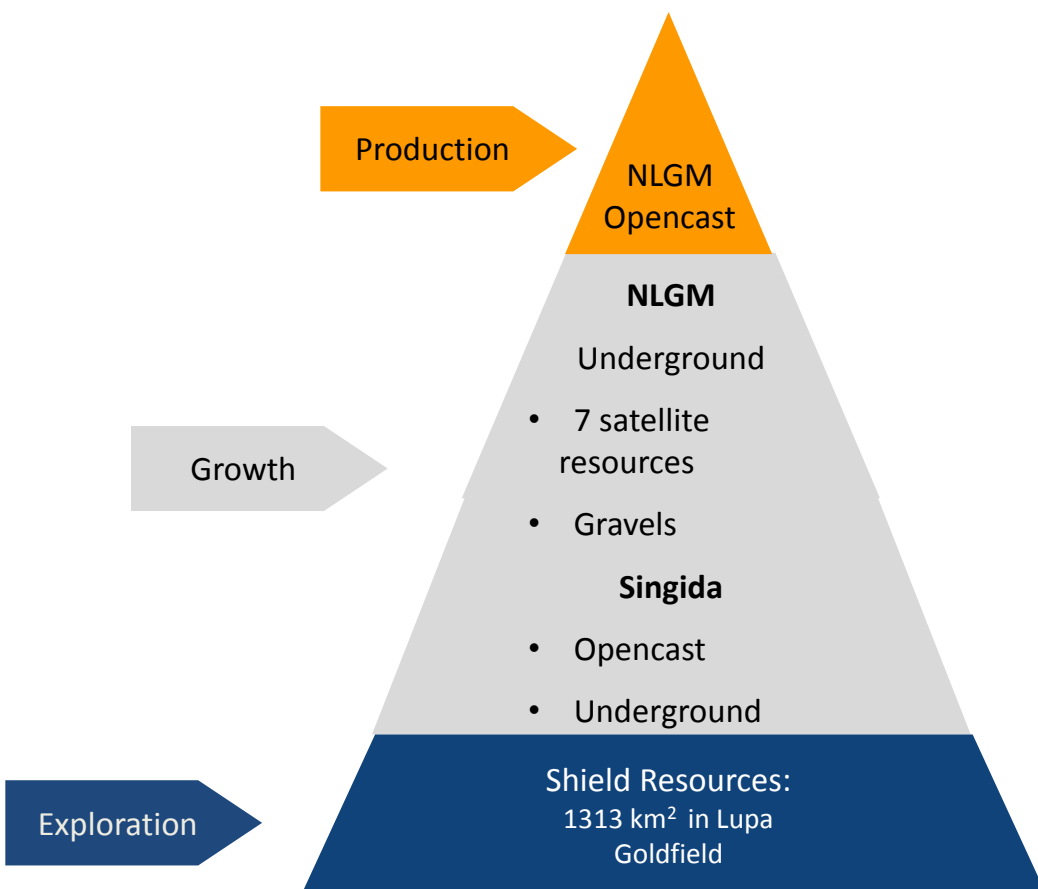 Production
NLGM
Opencast
NLGM
Underground
• 7 satellite
resources
Growth
• Gravels
Singida
• Opencast
• Underground
Shield Resources:
1313 km² in Lupa
Goldfield
Exploration